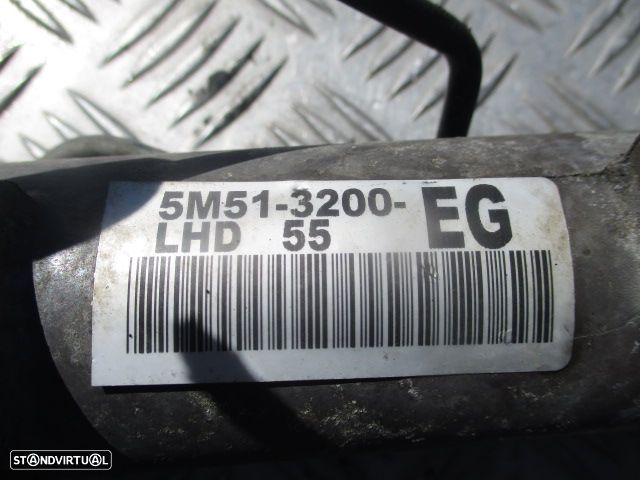 5M51-3200- EG
LHD 55
STANDVIRTUAL